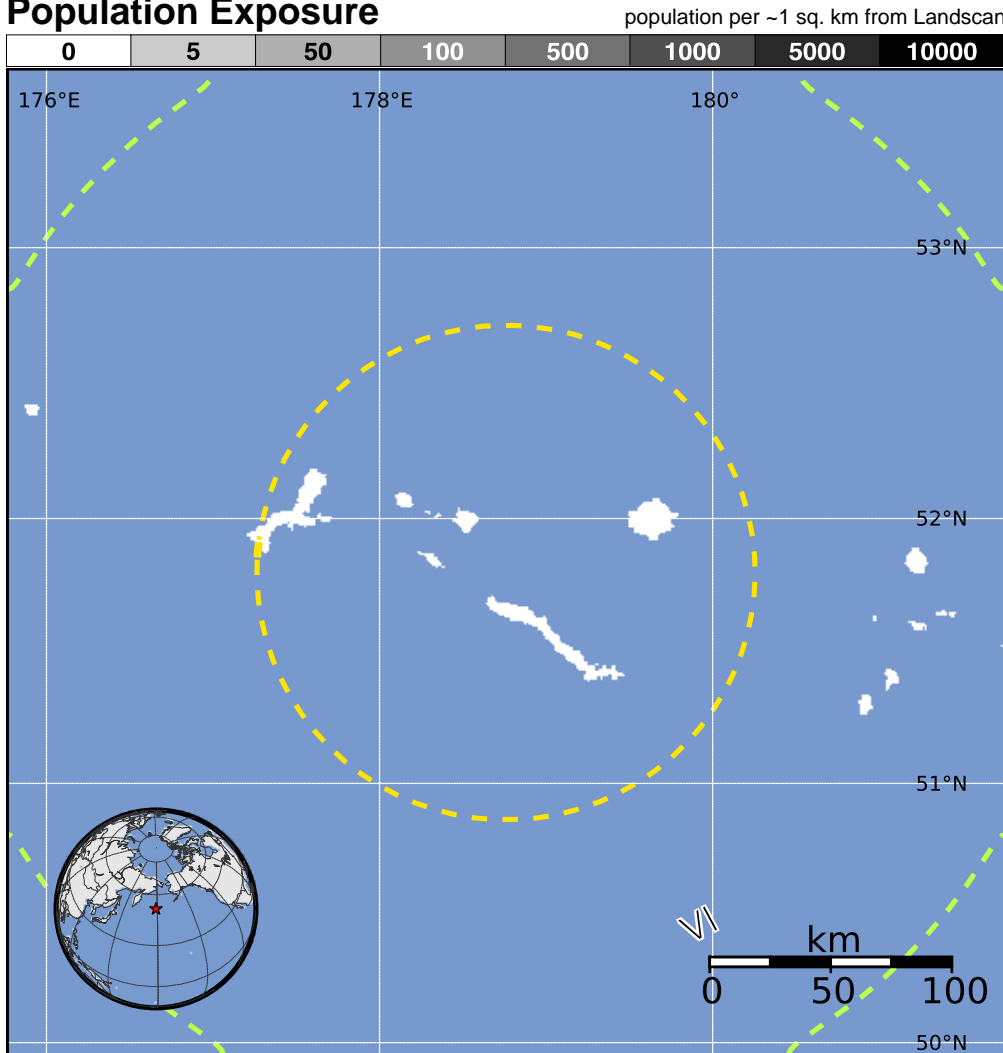 Population Exposure
population per ~1 sq. km from Landscan
0 5 50 100 500 1000 5000 10000
176°E 178°E 180°
53°N
52°N
51°N
VI
km
0 50 100
50°N